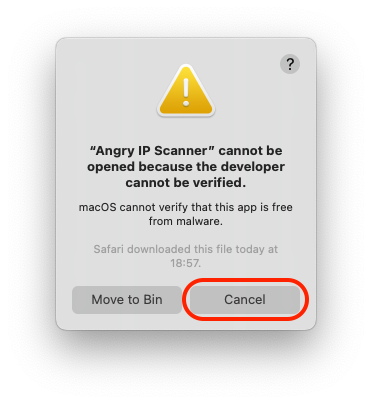 ?
“Angry IP Scanner” cannot be
opened because the developer
cannot be verified.
macOS cannot verify that this app is free
from malware.
Safari downloaded this file today at
18:57.
Move to Bin
Cancel